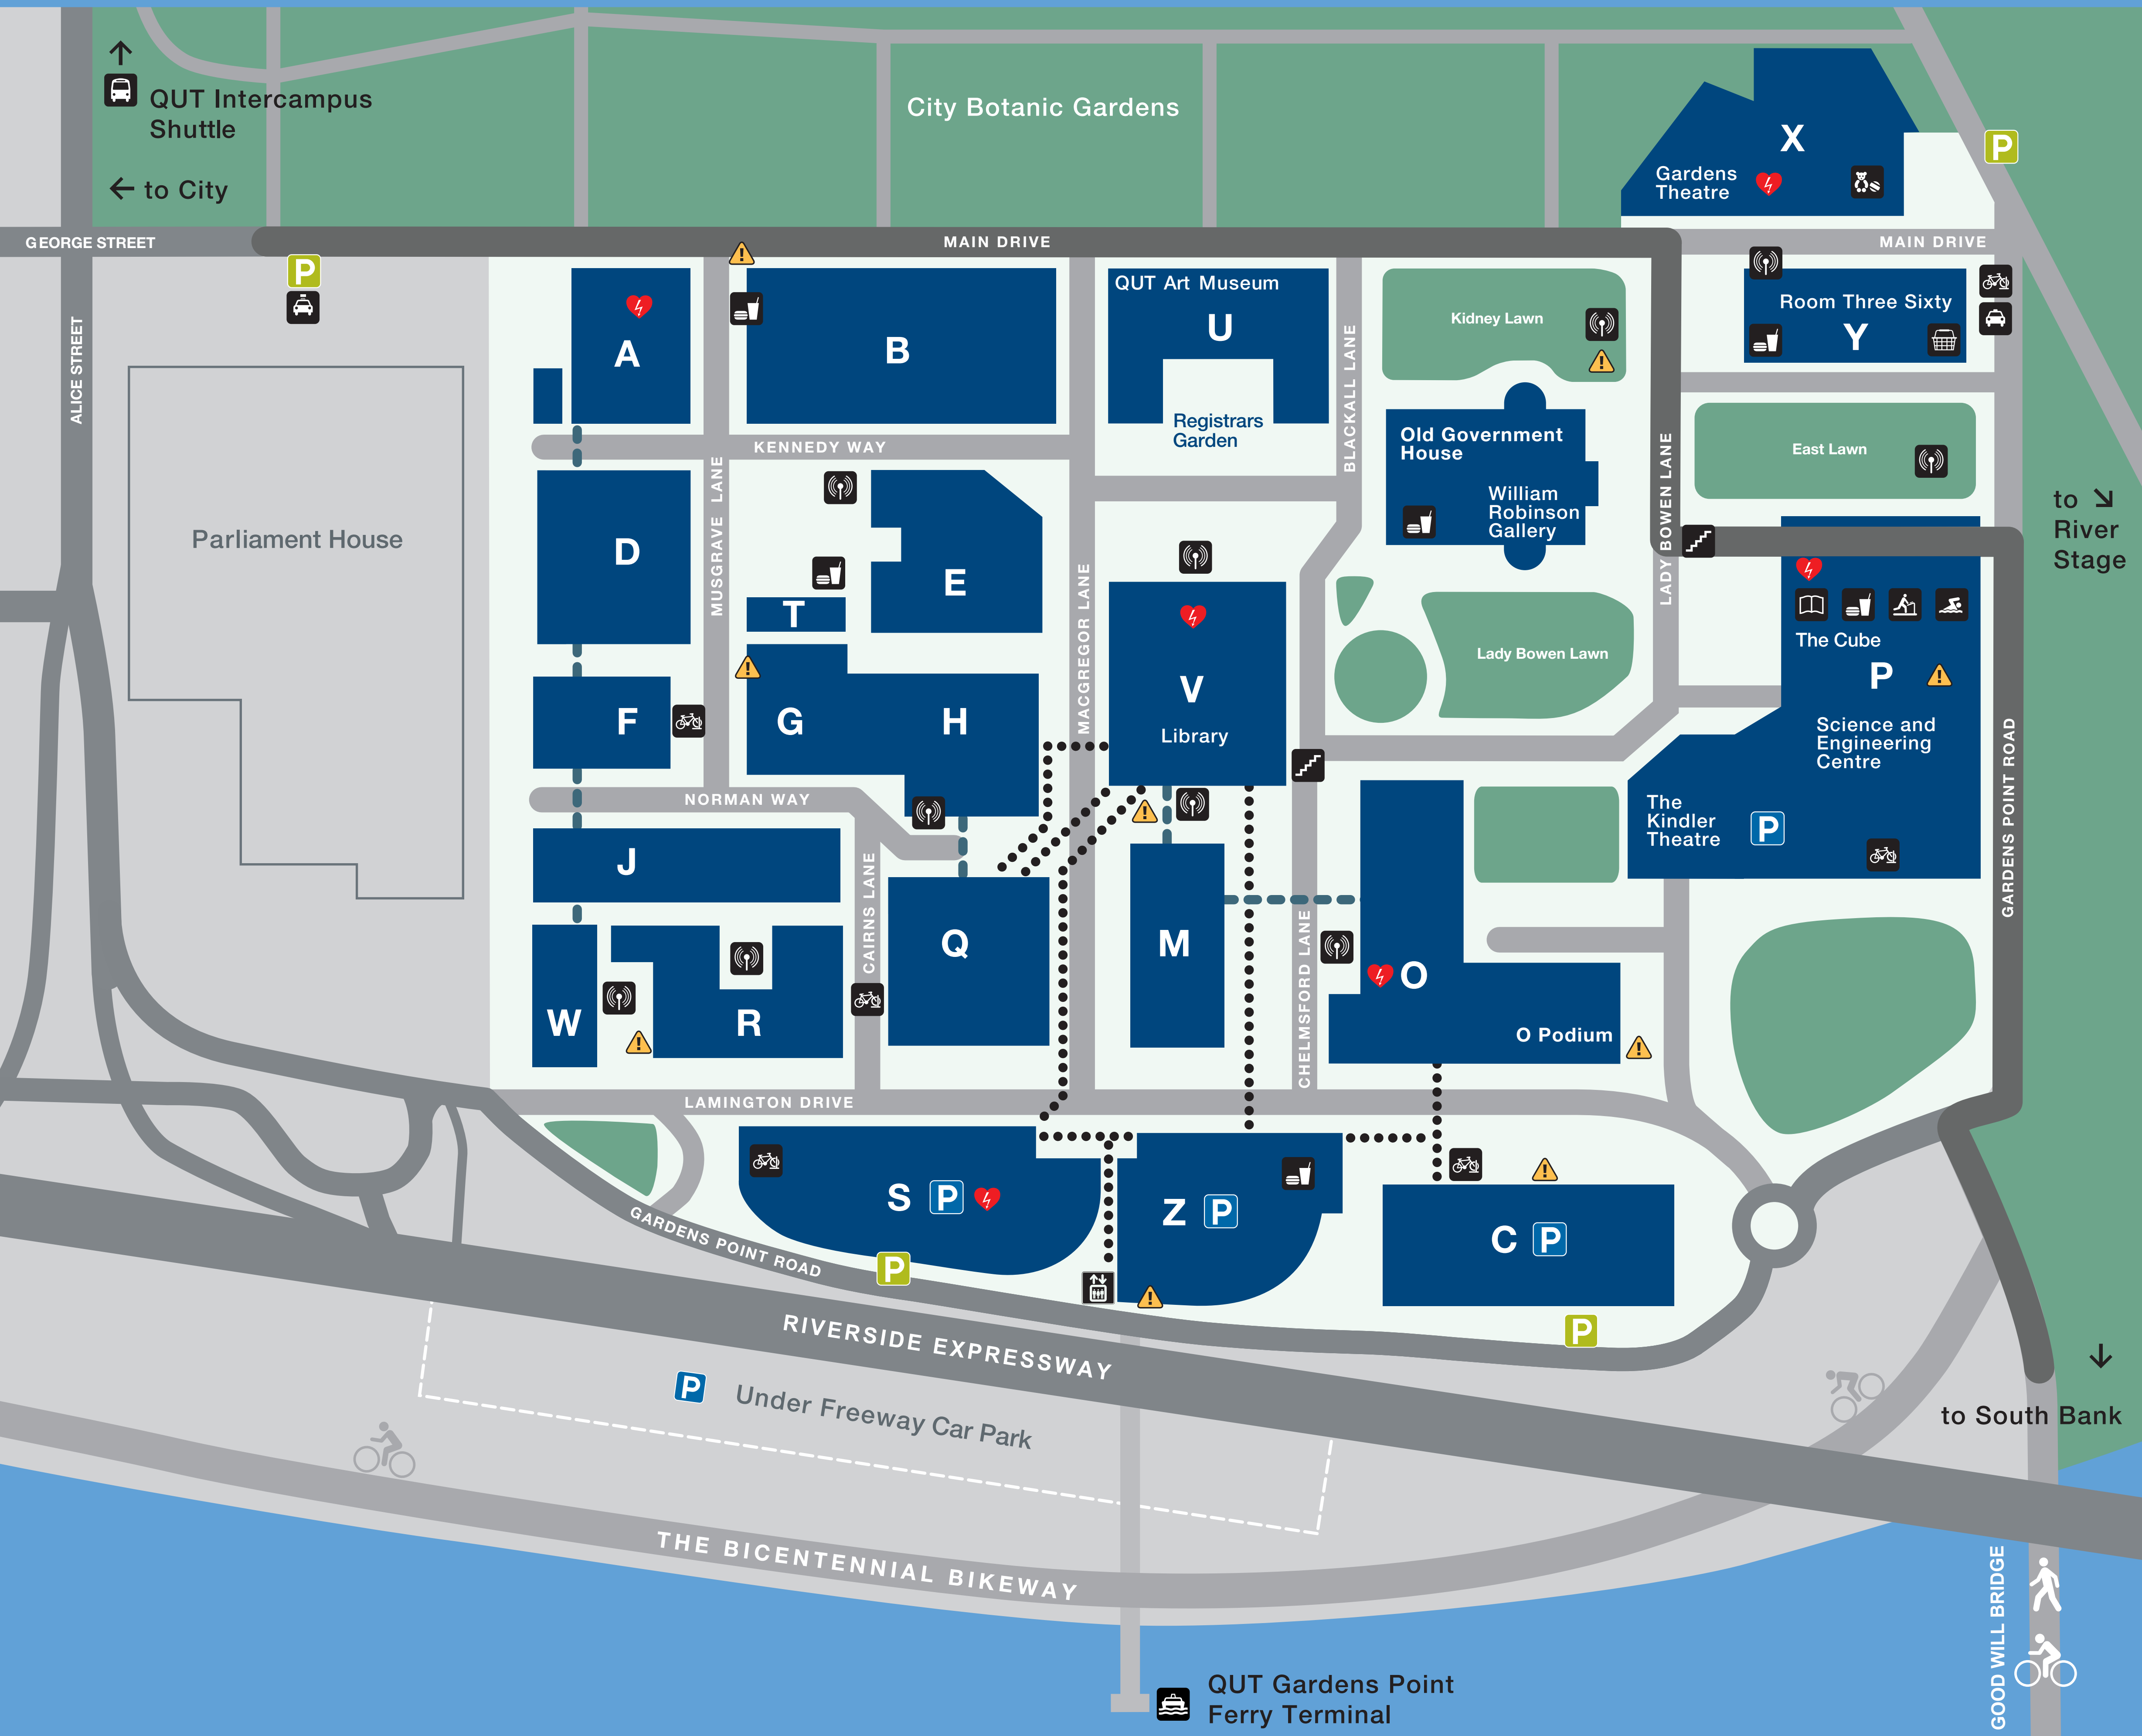 QUT Intercampus
Shuttle
to City
City Botanic Gardens
X
Gardens
Theatre
P
GEORGE STREET
MAIN DRIVE
MAIN DRIVE
P
ALICE STREET
Parliament House
A
B
QUT Art Museum
U
Registrars
Garden
BLACKALL LANE
Kidney Lawn
Room Three Sixty
Y
KENNEDY WAY
MUSGRAVE LANE
Old Government
House
William
Robinson
Gallery
LADY BOWEN LANE
East Lawn
to
River
Stage
D
E
T
MACGREGOR LANE
V
Library
Lady Bowen Lawn
The Cube
P
Science and
Engineering
Centre
The
Kindler
Theatre
P
GARDENS POINT ROAD
F
G
H
NORMAN WAY
J
CAIRNS LANE
Q
M
CHELMSFORD LANE
O
O Podium
W
R
LAMINGTON DRIVE
S P
Z P
C P
GARDENS POINT ROAD
P
P
RIVERSIDE EXPRESSWAY
P Under Freeway Car Park
to South Bank
THE BICENTENNIAL BIKEWAY
GOOD WILL BRIDGE
QUT Gardens Point
Ferry Terminal